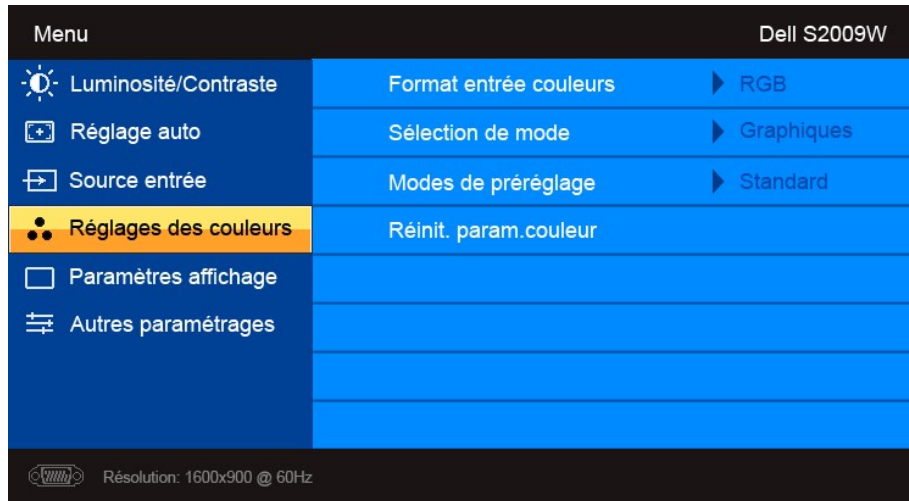 Menu Dell S2009W
Luminosité/Contraste Format entrée couleurs RGB
Réglage auto Sélection de mode Graphiques
Source entrée Modes de préréglage Standard
Réglages des couleurs Réinit. param.couleur
Paramètres affichage
Autres paramétrages
Résolution: 1600x900 @ 60Hz